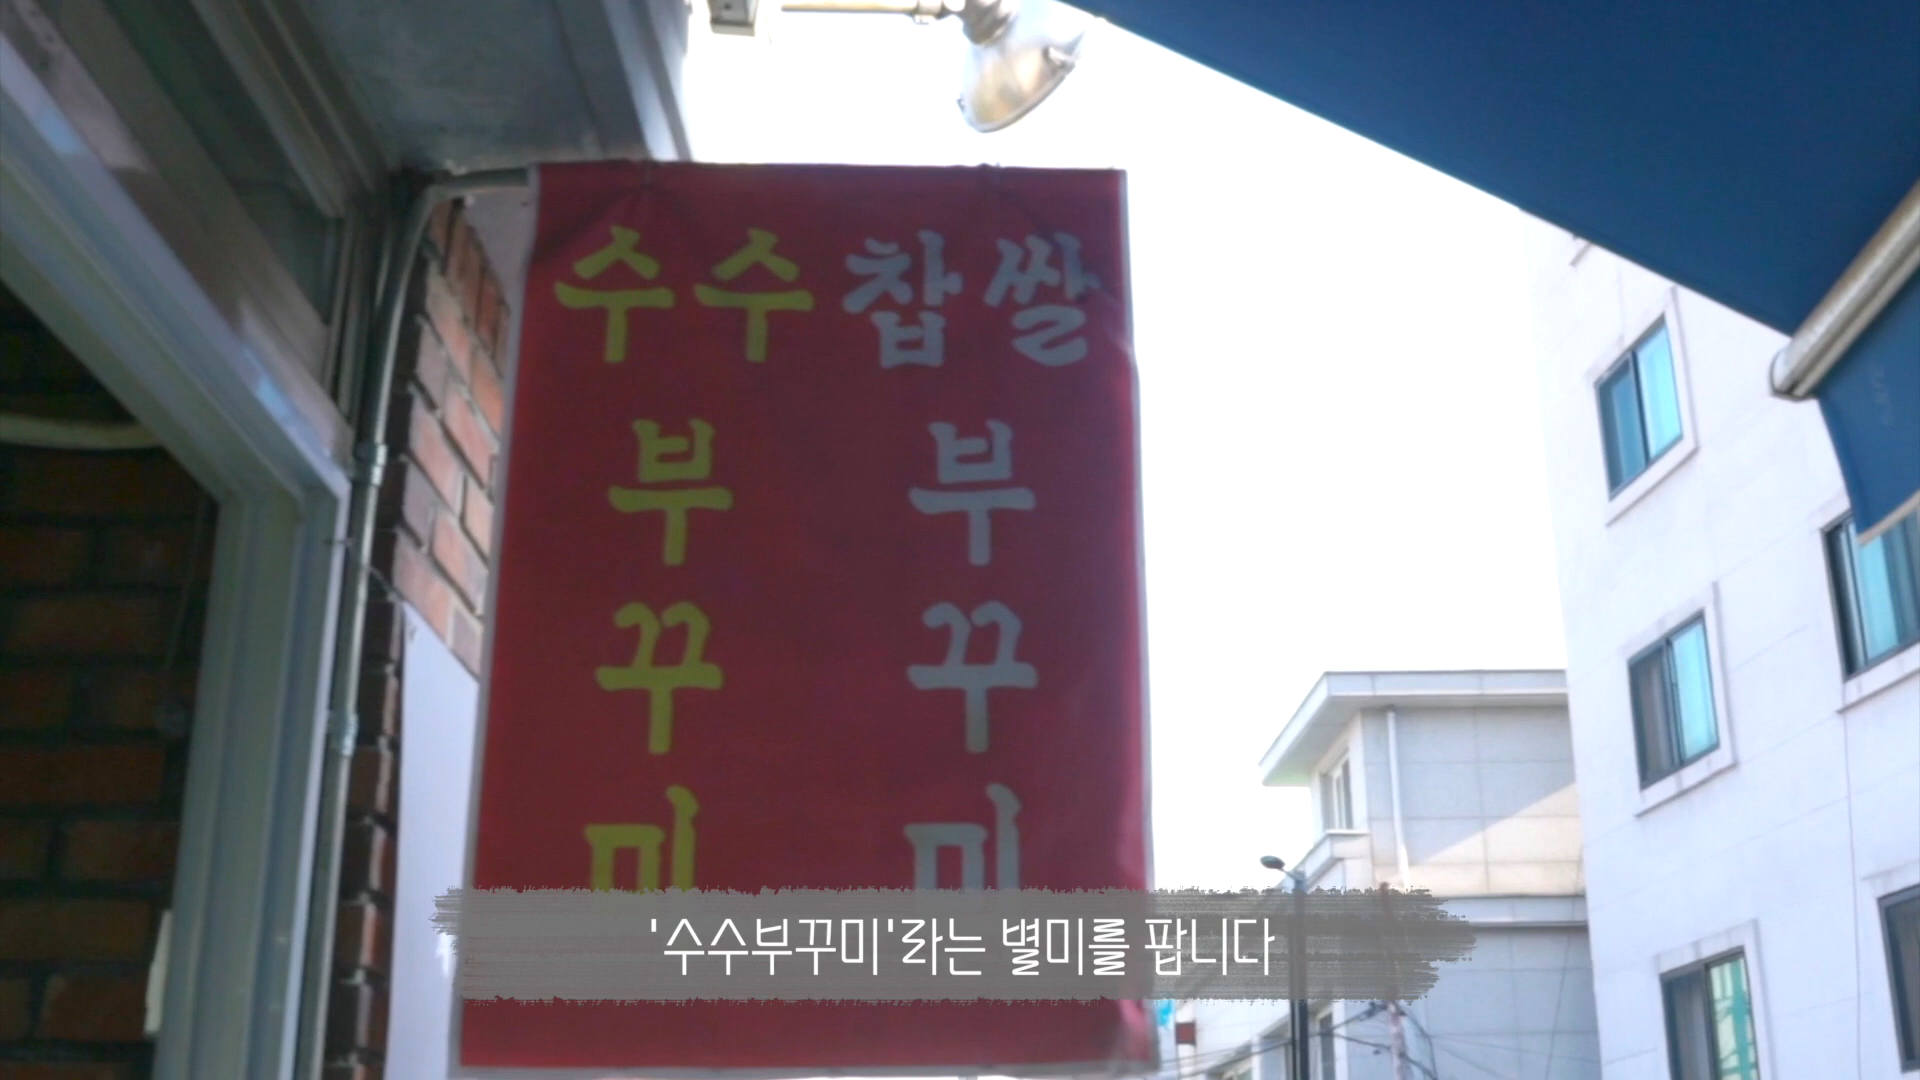 수수 찹쌀
부 부
꾸 꾸
미 미
'수수부꾸미'라는 별미를 팝니다